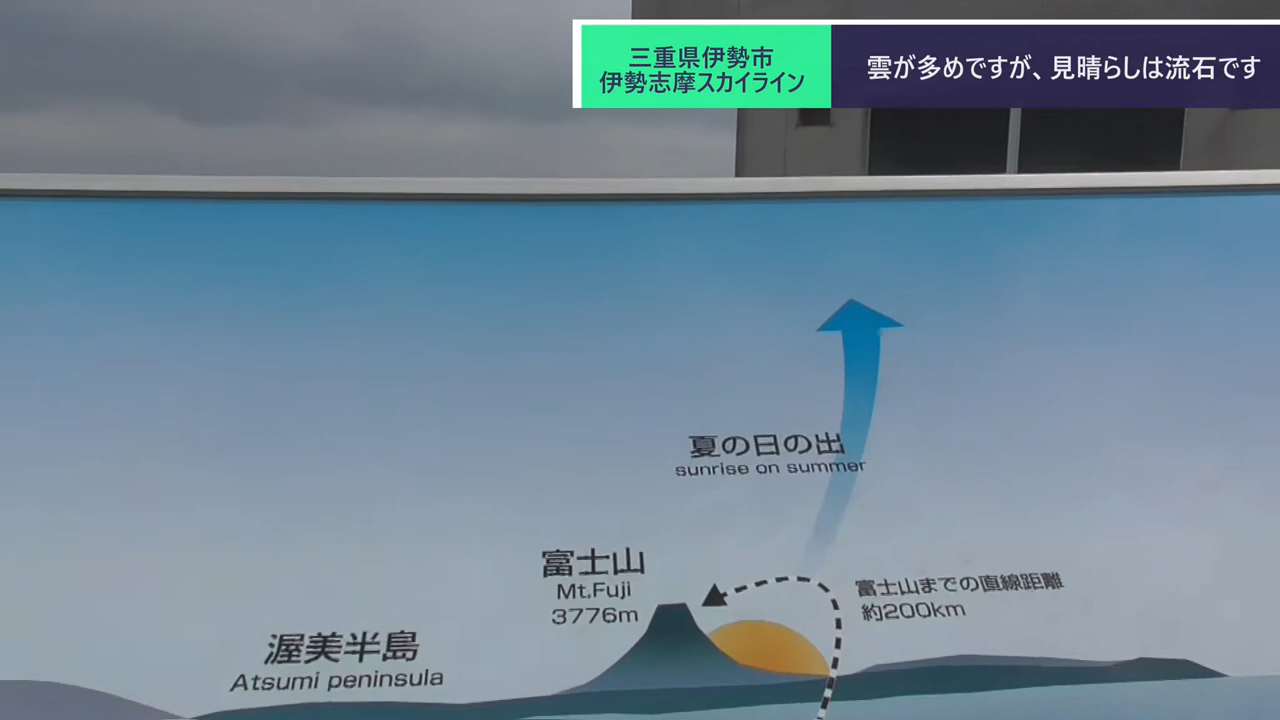 三重県伊勢市
伊勢志摩スカイライン
雲が多めですが、見晴らしは流石です
夏の日の出
sunrise on summer
富士山
Mt.Fuji
3776m
富士山までの直線距離
約200km
渥美半島
Atsumi peninsula